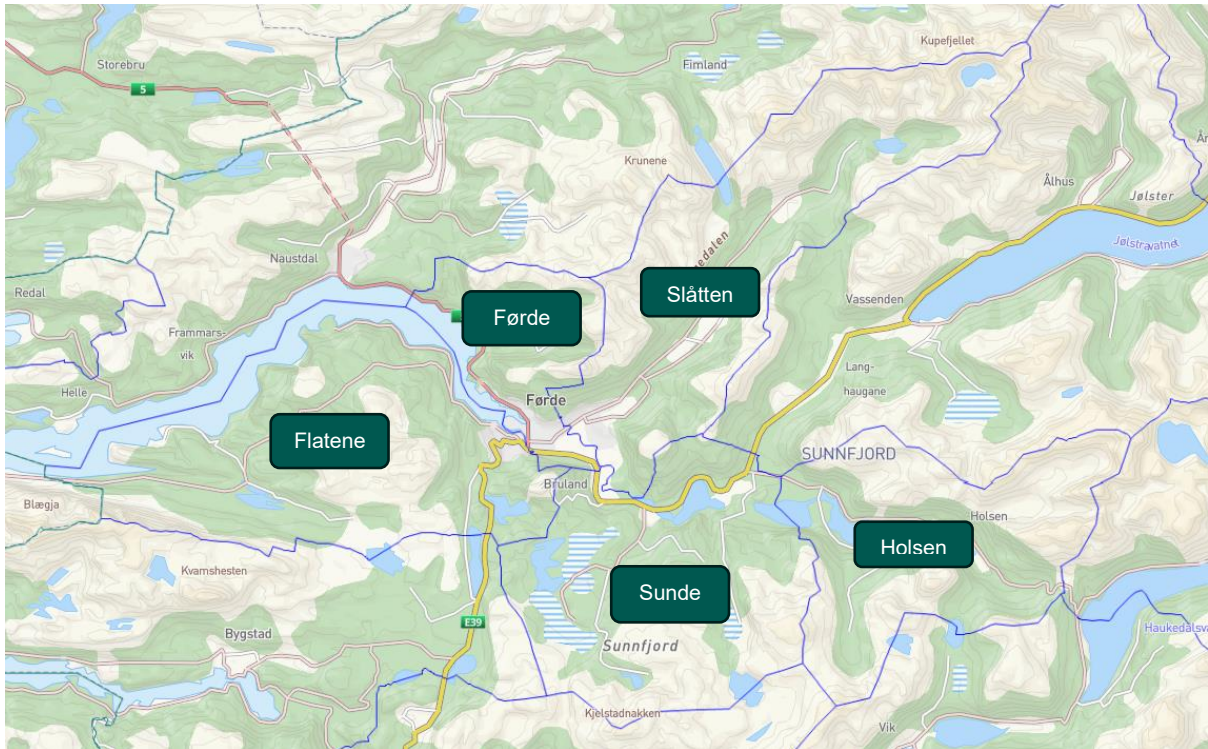 Storebru
5
Fimland
Kupefjellet
Krunene
Ålhus
Jølster
Jølstravatnet
Naustdal
Slåtten
Vassenden
Redal
Førde
Frammars-
vik
Lang-
haugane
Helle
Førde
Flatene
SUNNFJORD
Bruland
Blægja
Holsen
Holsen
Kvamshesten
Sunde
E39
Bygstad
Sunnfjord
Kjelstadnakken
Vik